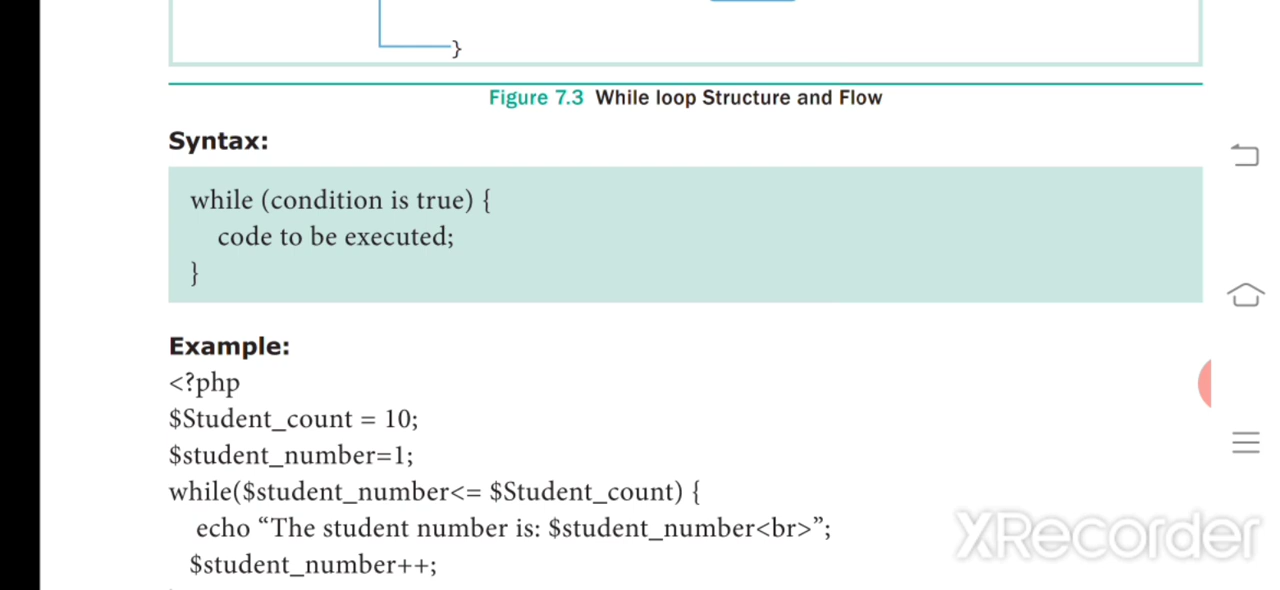 }
Figure 7.3 While loop Structure and Flow
Syntax:
while (condition is true) {
code to be executed;
}
Example:
<?php
$Student_count = 10;
$student_number=1;
while($student_number<= $Student_count) {
echo “The student number is: $student_number<br>”;
$student_number++;
XRecorder